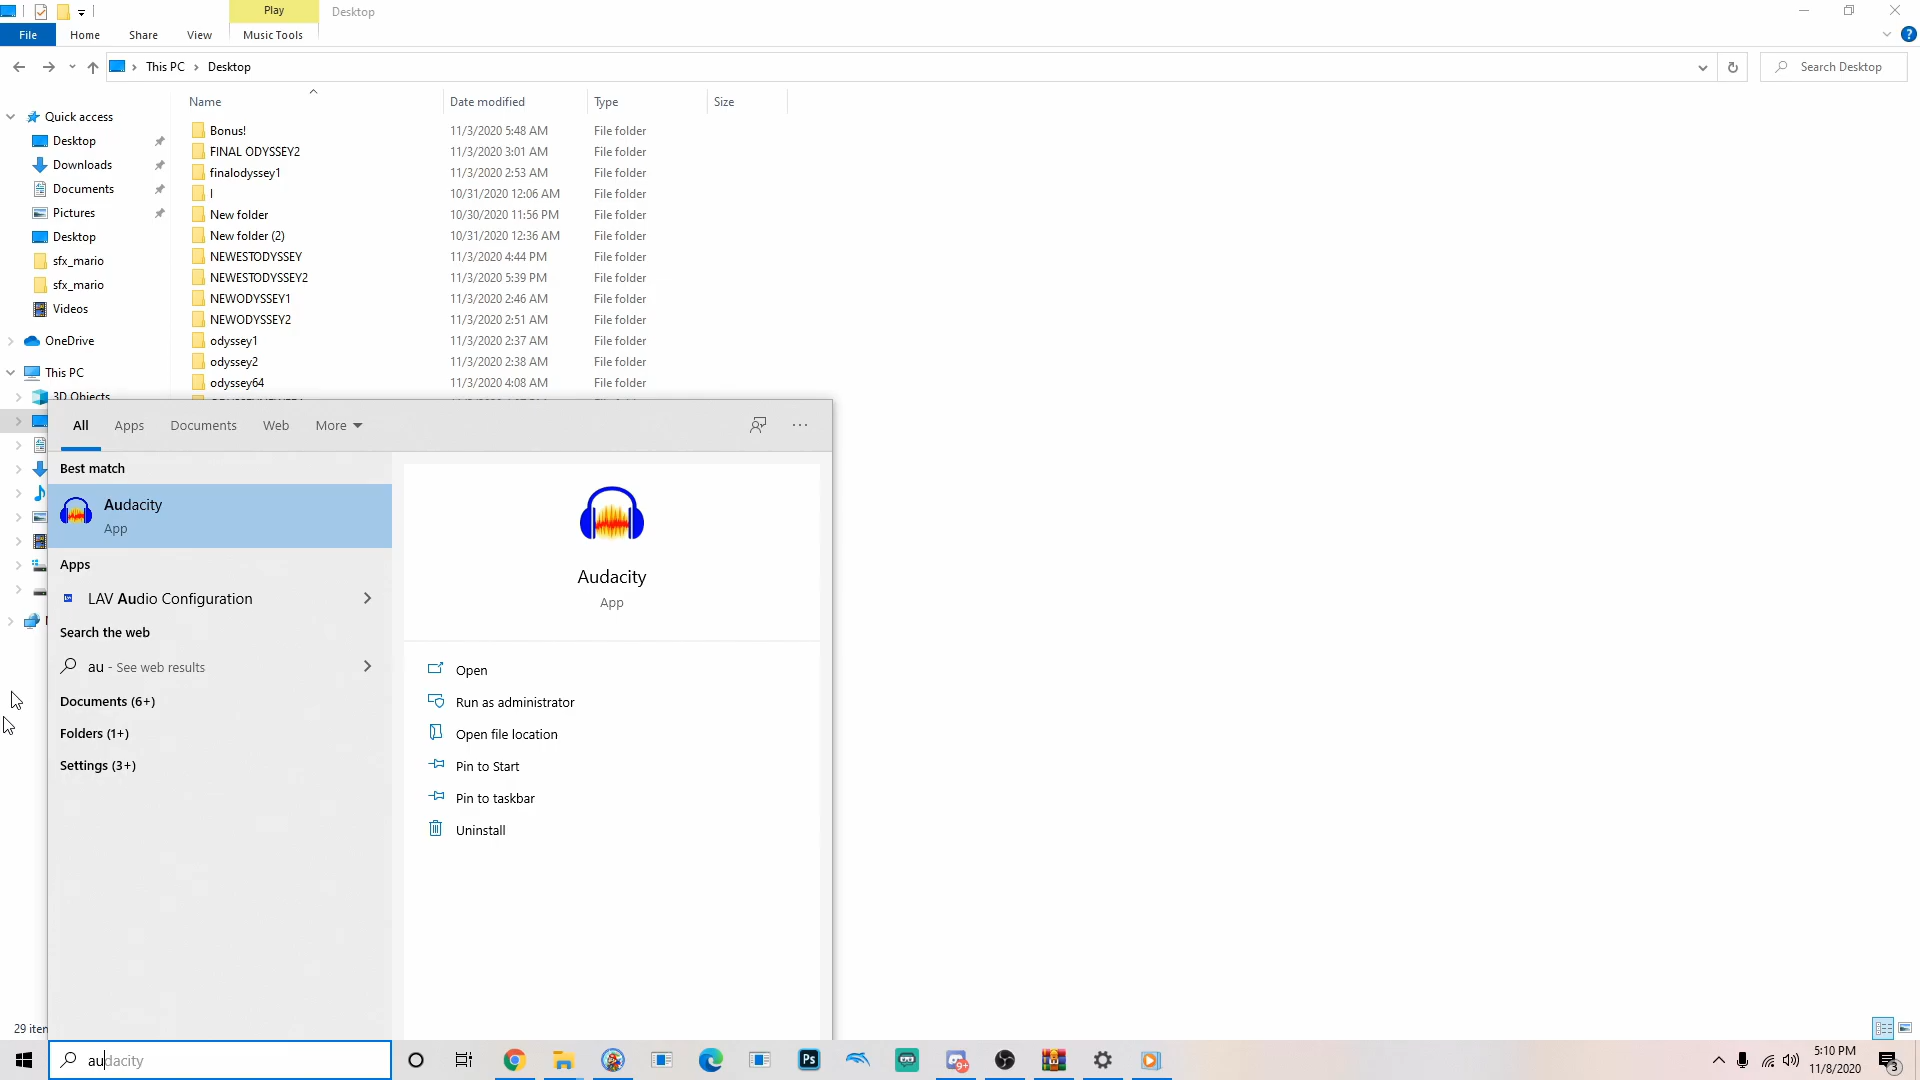 Play
Desktop
File
Home
Share
View
Music Tools
This PC
Desktop
Search Desktop
Name
Date modified
Type
Size
Quick access
Desktop
Downloads
Documents
Pictures
Desktop
sfx_mario
sfx_mario
Videos
OneDrive
This PC
3D Objects
Bonus! 11/3/2020 5:48 AM File folder
FINAL ODYSSEY2 11/3/2020 3:01 AM File folder
finalodyssey1 11/3/2020 2:53 AM File folder
l 10/31/2020 12:06 AM File folder
New folder 10/30/2020 11:56 PM File folder
New folder (2) 10/31/2020 12:36 AM File folder
NEWESTODYSSEY 11/3/2020 4:44 PM File folder
NEWESTODYSSEY2 11/3/2020 5:39 PM File folder
NEWODYSSEY1 11/3/2020 2:46 AM File folder
NEWODYSSEY2 11/3/2020 2:51 AM File folder
odyssey1 11/3/2020 2:37 AM File folder
odyssey2 11/3/2020 2:38 AM File folder
odyssey64 11/3/2020 4:08 AM File folder
All
Apps
Documents
Web
More
Best match
Audacity
App
Apps
LAV Audio Configuration
Search the web
au - See web results
Documents (6+)
Folders (1+)
Settings (3+)
Audacity
App
Open
Run as administrator
Open file location
Pin to Start
Pin to taskbar
Uninstall
29 iten
audacity
Ps
9+
5:10 PM
11/8/2020
3